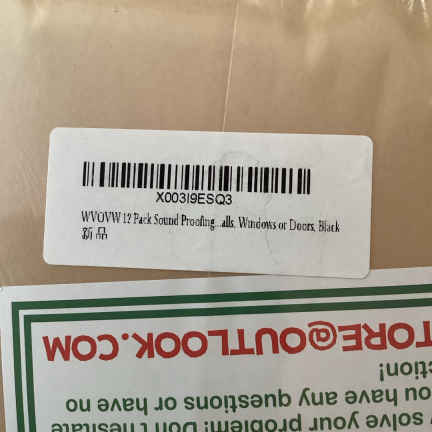 X003I9ESQ3
WVOVW 12 Pack Sound Proofing...alls, Windows or Doors, Black
新品
TORE@OUTLOOK.COM
ction!
ou have any questions or have no
solve your problem! Don't hesitate